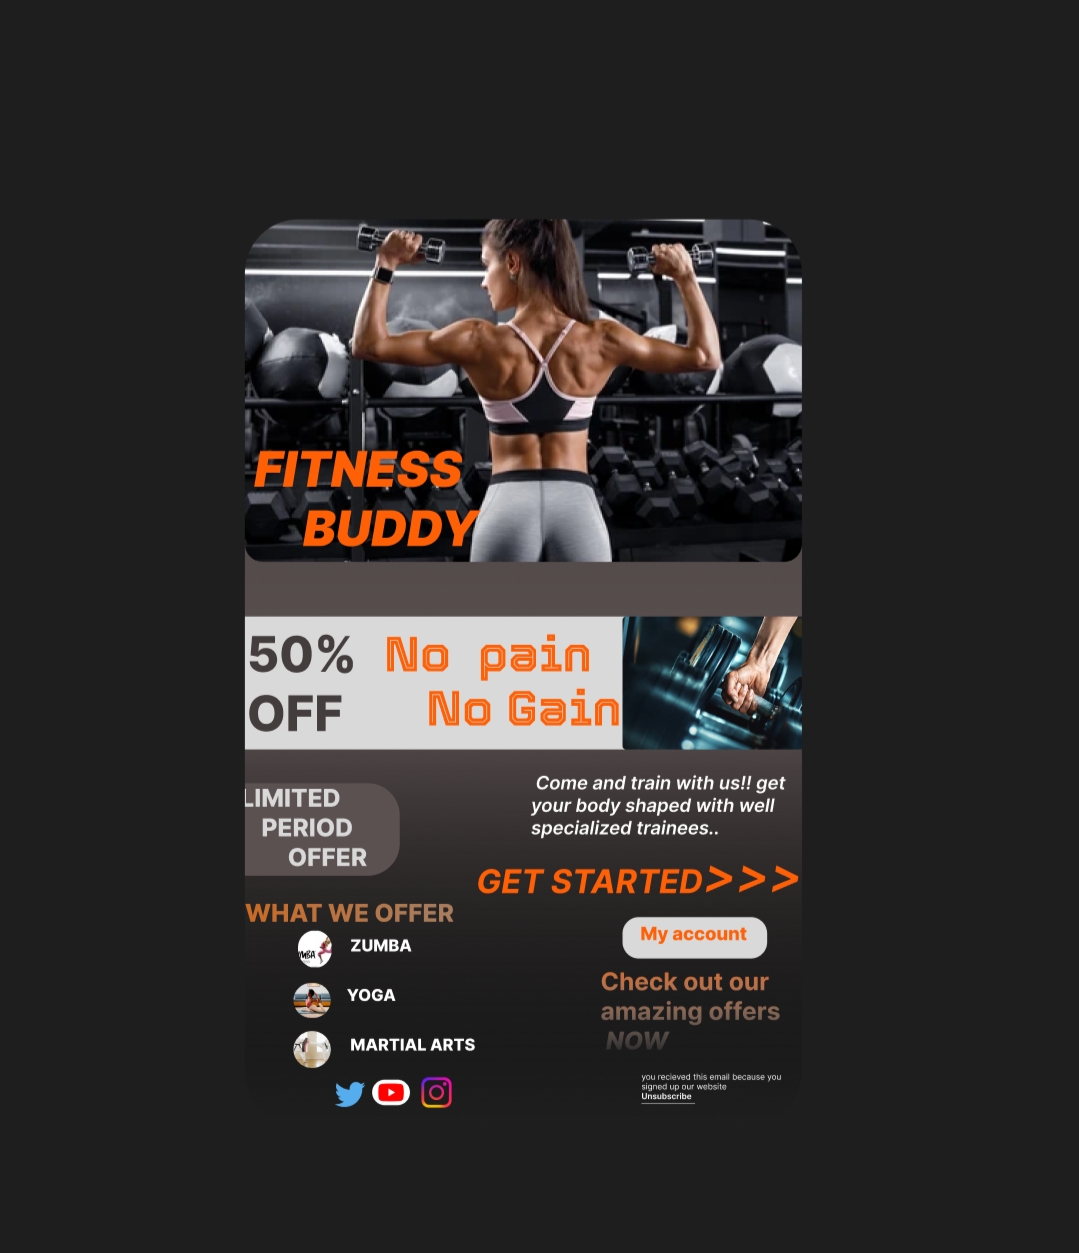 FITNESS
BUDDY
50%
OFF
No pain
No Gain
LIMITED
PERIOD
OFFER
Come and train with us!! get
your body shaped with well
specialized trainees..
GET STARTED>>>
WHAT WE OFFER
ZUMBA
YOGA
MARTIAL ARTS
My account
Check out our
amazing offers
NOW
you recieved this email because you
signed up our website
Unsubscribe